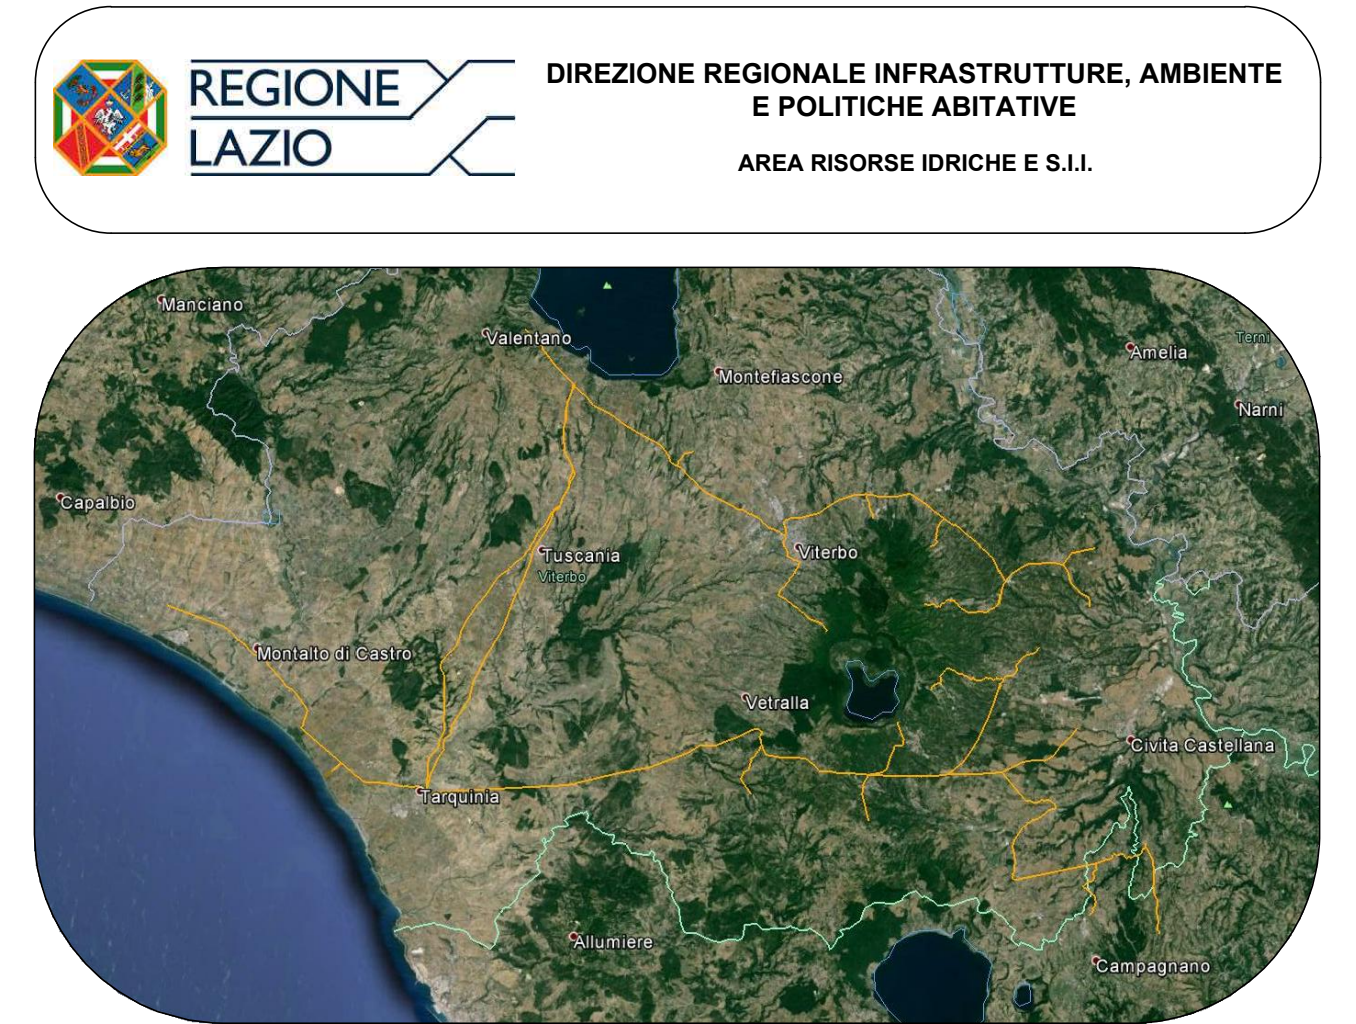 REGIONE
LAZIO
DIREZIONE REGIONALE INFRASTRUTTURE, AMBIENTE
E POLITICHE ABITATIVE
AREA RISORSE IDRICHE E S.I.I.
Manciano
Valentano
Terni
Amelia
Montefiascone
Narni
Capalbio
Tuscania
Viterbo
Viterbo
Montalto di Castro
Vetralla
Civita Castellana
Tarquinia
Allumiere
Campagnano